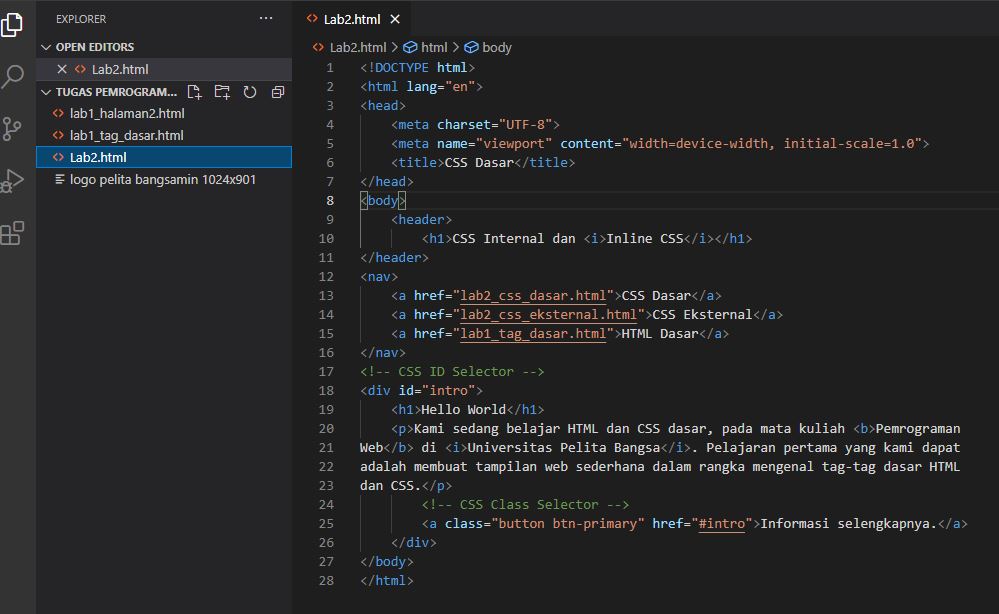 EXPLORER ...
OPEN EDITORS
Lab2.html
TUGAS PEMROGRAM...
lab1_halaman2.html
lab1_tag_dasar.html
Lab2.html
logo pelita bangsamin 1024x901
Lab2.html
Lab2.html > html > body
1 <!DOCTYPE html>
2 <html lang="en">
3 <head>
4 <meta charset="UTF-8">
5 <meta name="viewport" content="width=device-width, initial-scale=1.0">
6 <title>CSS Dasar</title>
7 </head>
8 <body>
9 <header>
10 <h1>CSS Internal dan <i>Inline CSS</i></h1>
11 </header>
12 <nav>
13 <a href="lab2_css_dasar.html">CSS Dasar</a>
14 <a href="lab2_css_eksternal.html">CSS Eksternal</a>
15 <a href="lab1_tag_dasar.html">HTML Dasar</a>
16 </nav>
17 <!-- CSS ID Selector -->
18 <div id="intro">
19 <h1>Hello World</h1>
20 <p>Kami sedang belajar HTML dan CSS dasar, pada mata kuliah <b>Pemrograman
21 Web</b> di <i>Universitas Pelita Bangsa</i>. Pelajaran pertama yang kami dapat
22 adalah membuat tampilan web sederhana dalam rangka mengenal tag-tag dasar HTML
23 dan CSS.</p>
24 <!-- CSS Class Selector -->
25 <a class="button btn-primary" href="#intro">Informasi selengkapnya.</a>
26 </div>
27 </body>
28 </html>